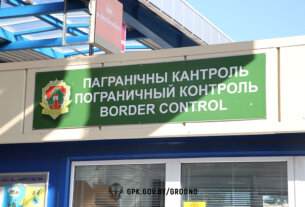 ПАГРАНІЧНЫ КАНТРОЛЬ
ПОГРАНИЧНЫЙ КОНТРОЛЬ
BORDER CONTROL
GPK.GOV.BY/GRODNO